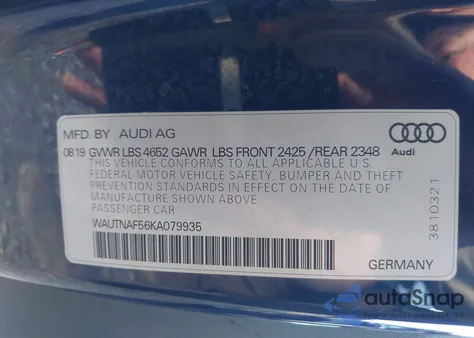 MFD. BY AUDI AG
08 19 GVWR LBS 4652 GAWR LBS FRONT 2425 / REAR 2348
THIS VEHICLE CONFORMS TO ALL APPLICABLE U S
FEDERAL MOTOR VEHICLE SAFETY, BUMPER AND THEFT
PREVENTION STANDARDS IN EFFECT ON THE DATE OF
MANUFACTURE SHOWN ABOVE
PASSENGER CAR
WAUTNAF56KA079935
Audi
3810321
GERMANY
autoSnap